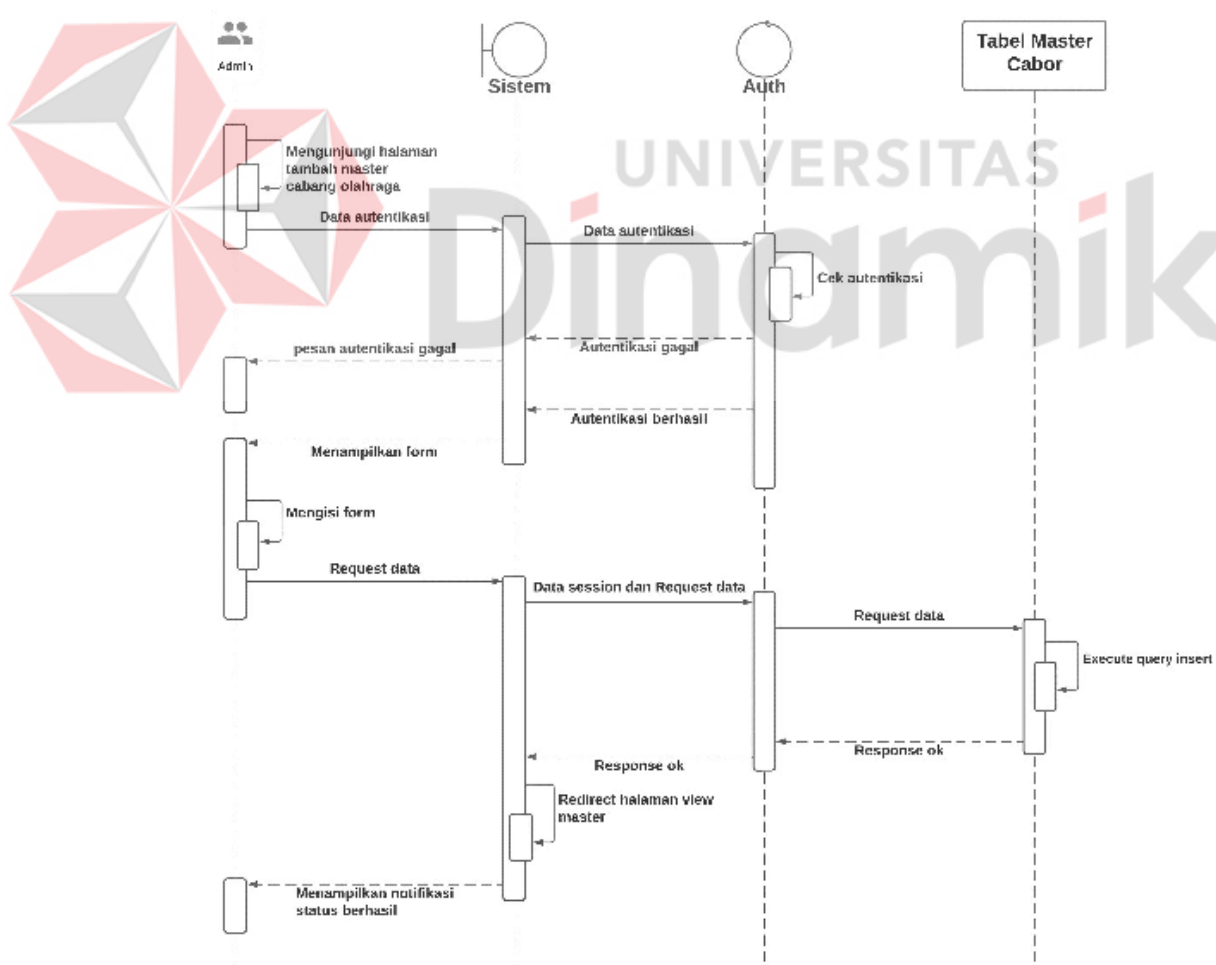 Admin
Sistem
Auth
Tabel Master
Cabor
UNIVERSITAS
Dinamika
Mengunjungi halaman
tambah master
cabang olahraga
Data autentikasi
Data autentikasi
Cek autentikasi
Autentikasi gagal
pesan autentikasi gagal
Autentikasi berhasil
Menampilkan form
Mengisi form
Request data
Data session dan Request data
Request data
Execute query insert
Response ok
Response ok
Redirect halaman view
master
Menampilkan notifikasi
status berhasil